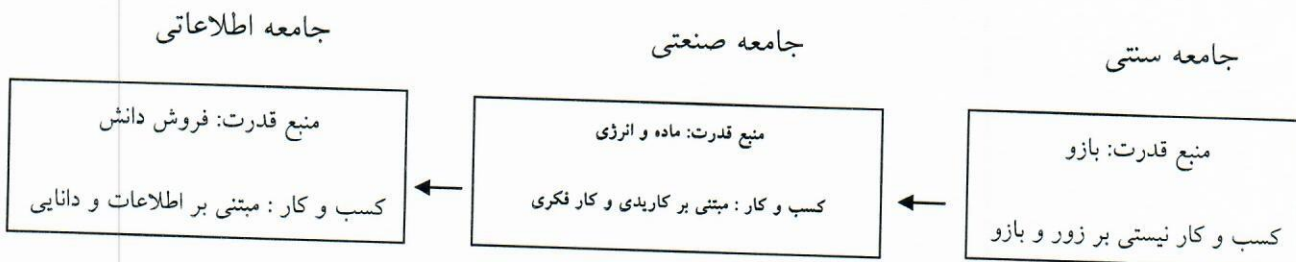 جامعه سنتی
منبع قدرت: بازو
کسب و کار نیستی بر زور و بازو
جامعه صنعتی
منبع قدرت: ماده و انرژی
کسب و کار : مبتنی بر کاریدی و کار فکری
جامعه اطلاعاتی
منبع قدرت: فروش دانش
کسب و کار : مبتنی بر اطلاعات و دانایی